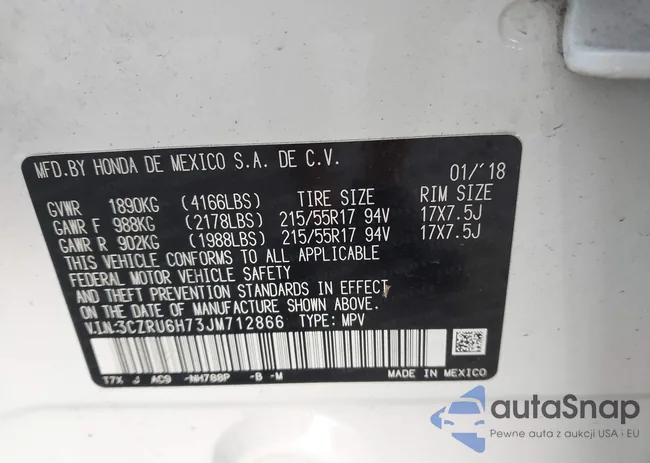 MFD.BY HONDA DE MEXICO S.A. DE C.V. 01/'18
GVWR 1890KG (4166LBS) TIRE SIZE RIM SIZE
GAWR F 988KG (2178LBS) 215/55R17 94V 17X7.5J
GAWR R 902KG (1988LBS) 215/55R17 94V 17X7.5J
THIS VEHICLE CONFORMS TO ALL APPLICABLE
FEDERAL MOTOR VEHICLE SAFETY
AND THEFT PREVENTION STANDARDS IN EFFECT
ON THE DATE OF MANUFACTURE SHOWN ABOVE.
V.I.N:3CZRU6H73JM712866 TYPE: MPV
T7X J AC9 -NH788P -B -M MADE IN MEXICO
autaSnap
Pewne auta z aukcji USA i EU